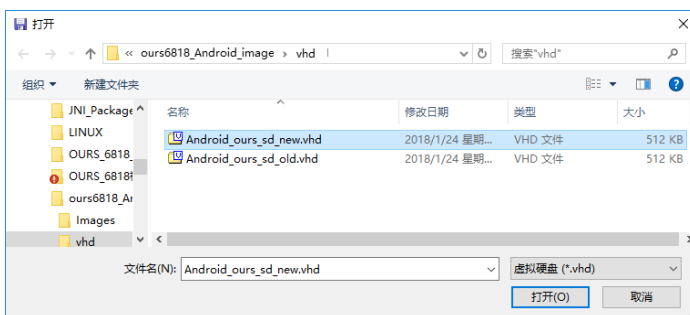 打开
« ours6818_Android_image › vhd
搜索"vhd"
组织 新建文件夹
名称 修改日期 类型 大小
JNI_Package
LINUX
OURS_6818_
OURS_6818
ours6818_Ar
Images
vhd
Android_ours_sd_new.vhd 2018/1/24 星期... VHD 文件 512 KB
Android_ours_sd_old.vhd 2018/1/24 星期... VHD 文件 512 KB
文件名(N): Android_ours_sd_new.vhd 虚拟硬盘 (*.vhd)
打开(O) 取消